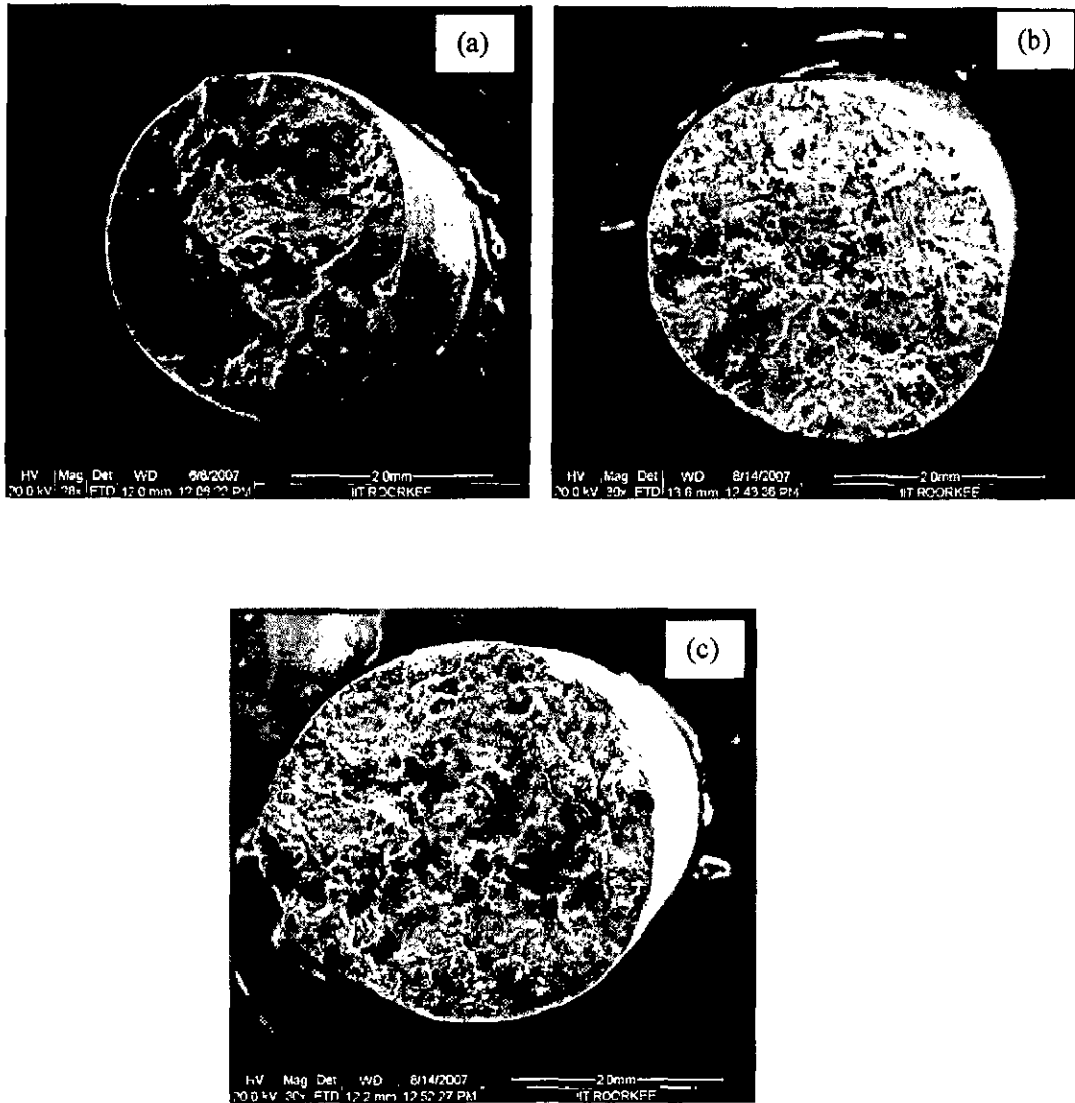 (a)
HV Mag Det WD 6/6/2007 2.0mm
20.0 kV 28x ETD 12.0 mm 12:08:22 PM IIT ROORKEE
(b)
HV Mag Det WD 8/14/2007 2.0mm
20.0 kV 30x ETD 13.6 mm 12:43:36 PM IIT ROORKEE
(c)
HV Mag Det WD 8/14/2007 2.0mm
20.0 kV 30x ETD 12.2 mm 12:52:27 PM IIT ROORKEE